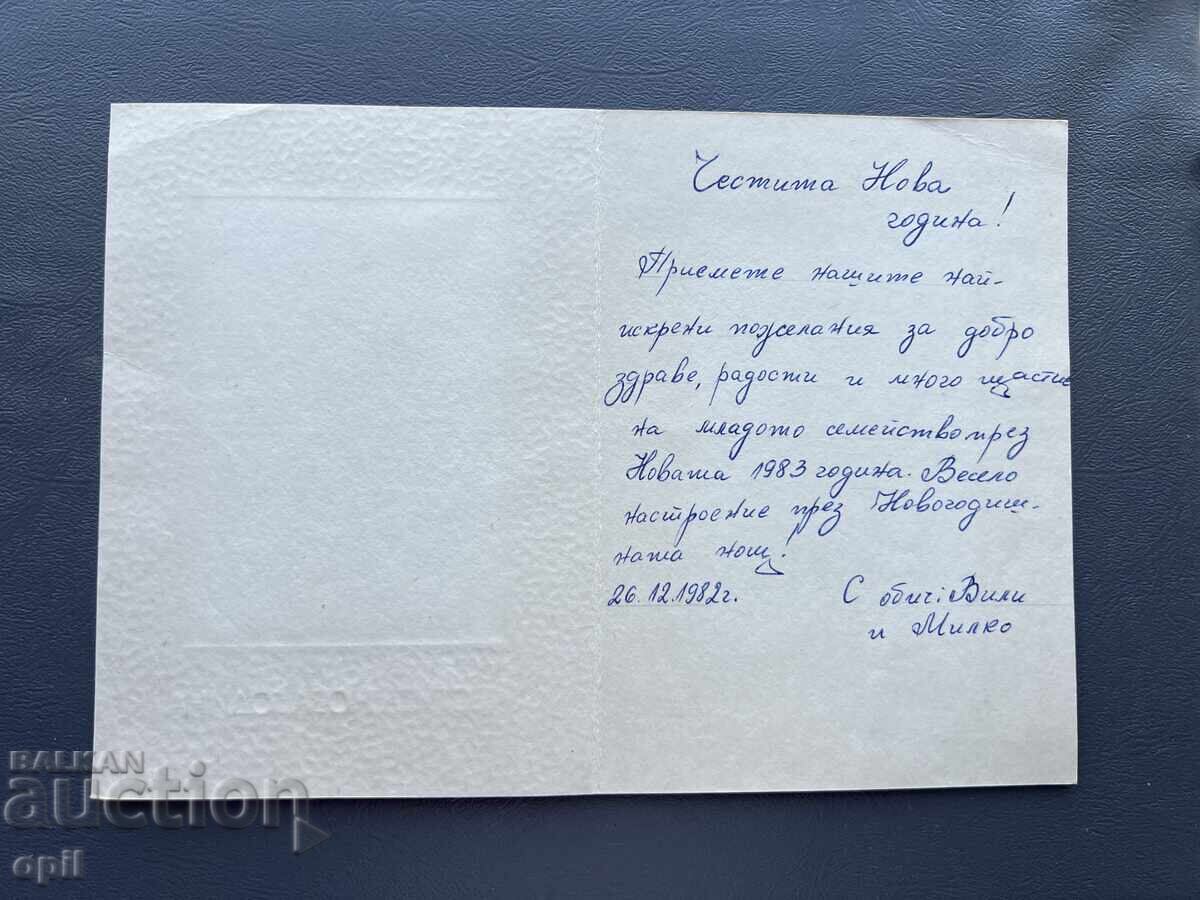 Честита Нова
година!
Приемете нашите най-
искрени пожелания за добро
здраве, радости и много щастие
на младото семейство през
Новата 1983 година. Весело
настроение през Новогодиш-
ната нощ!
26.12.1982г. С обич: Вили
и Милко
BALKAN
auction
opil